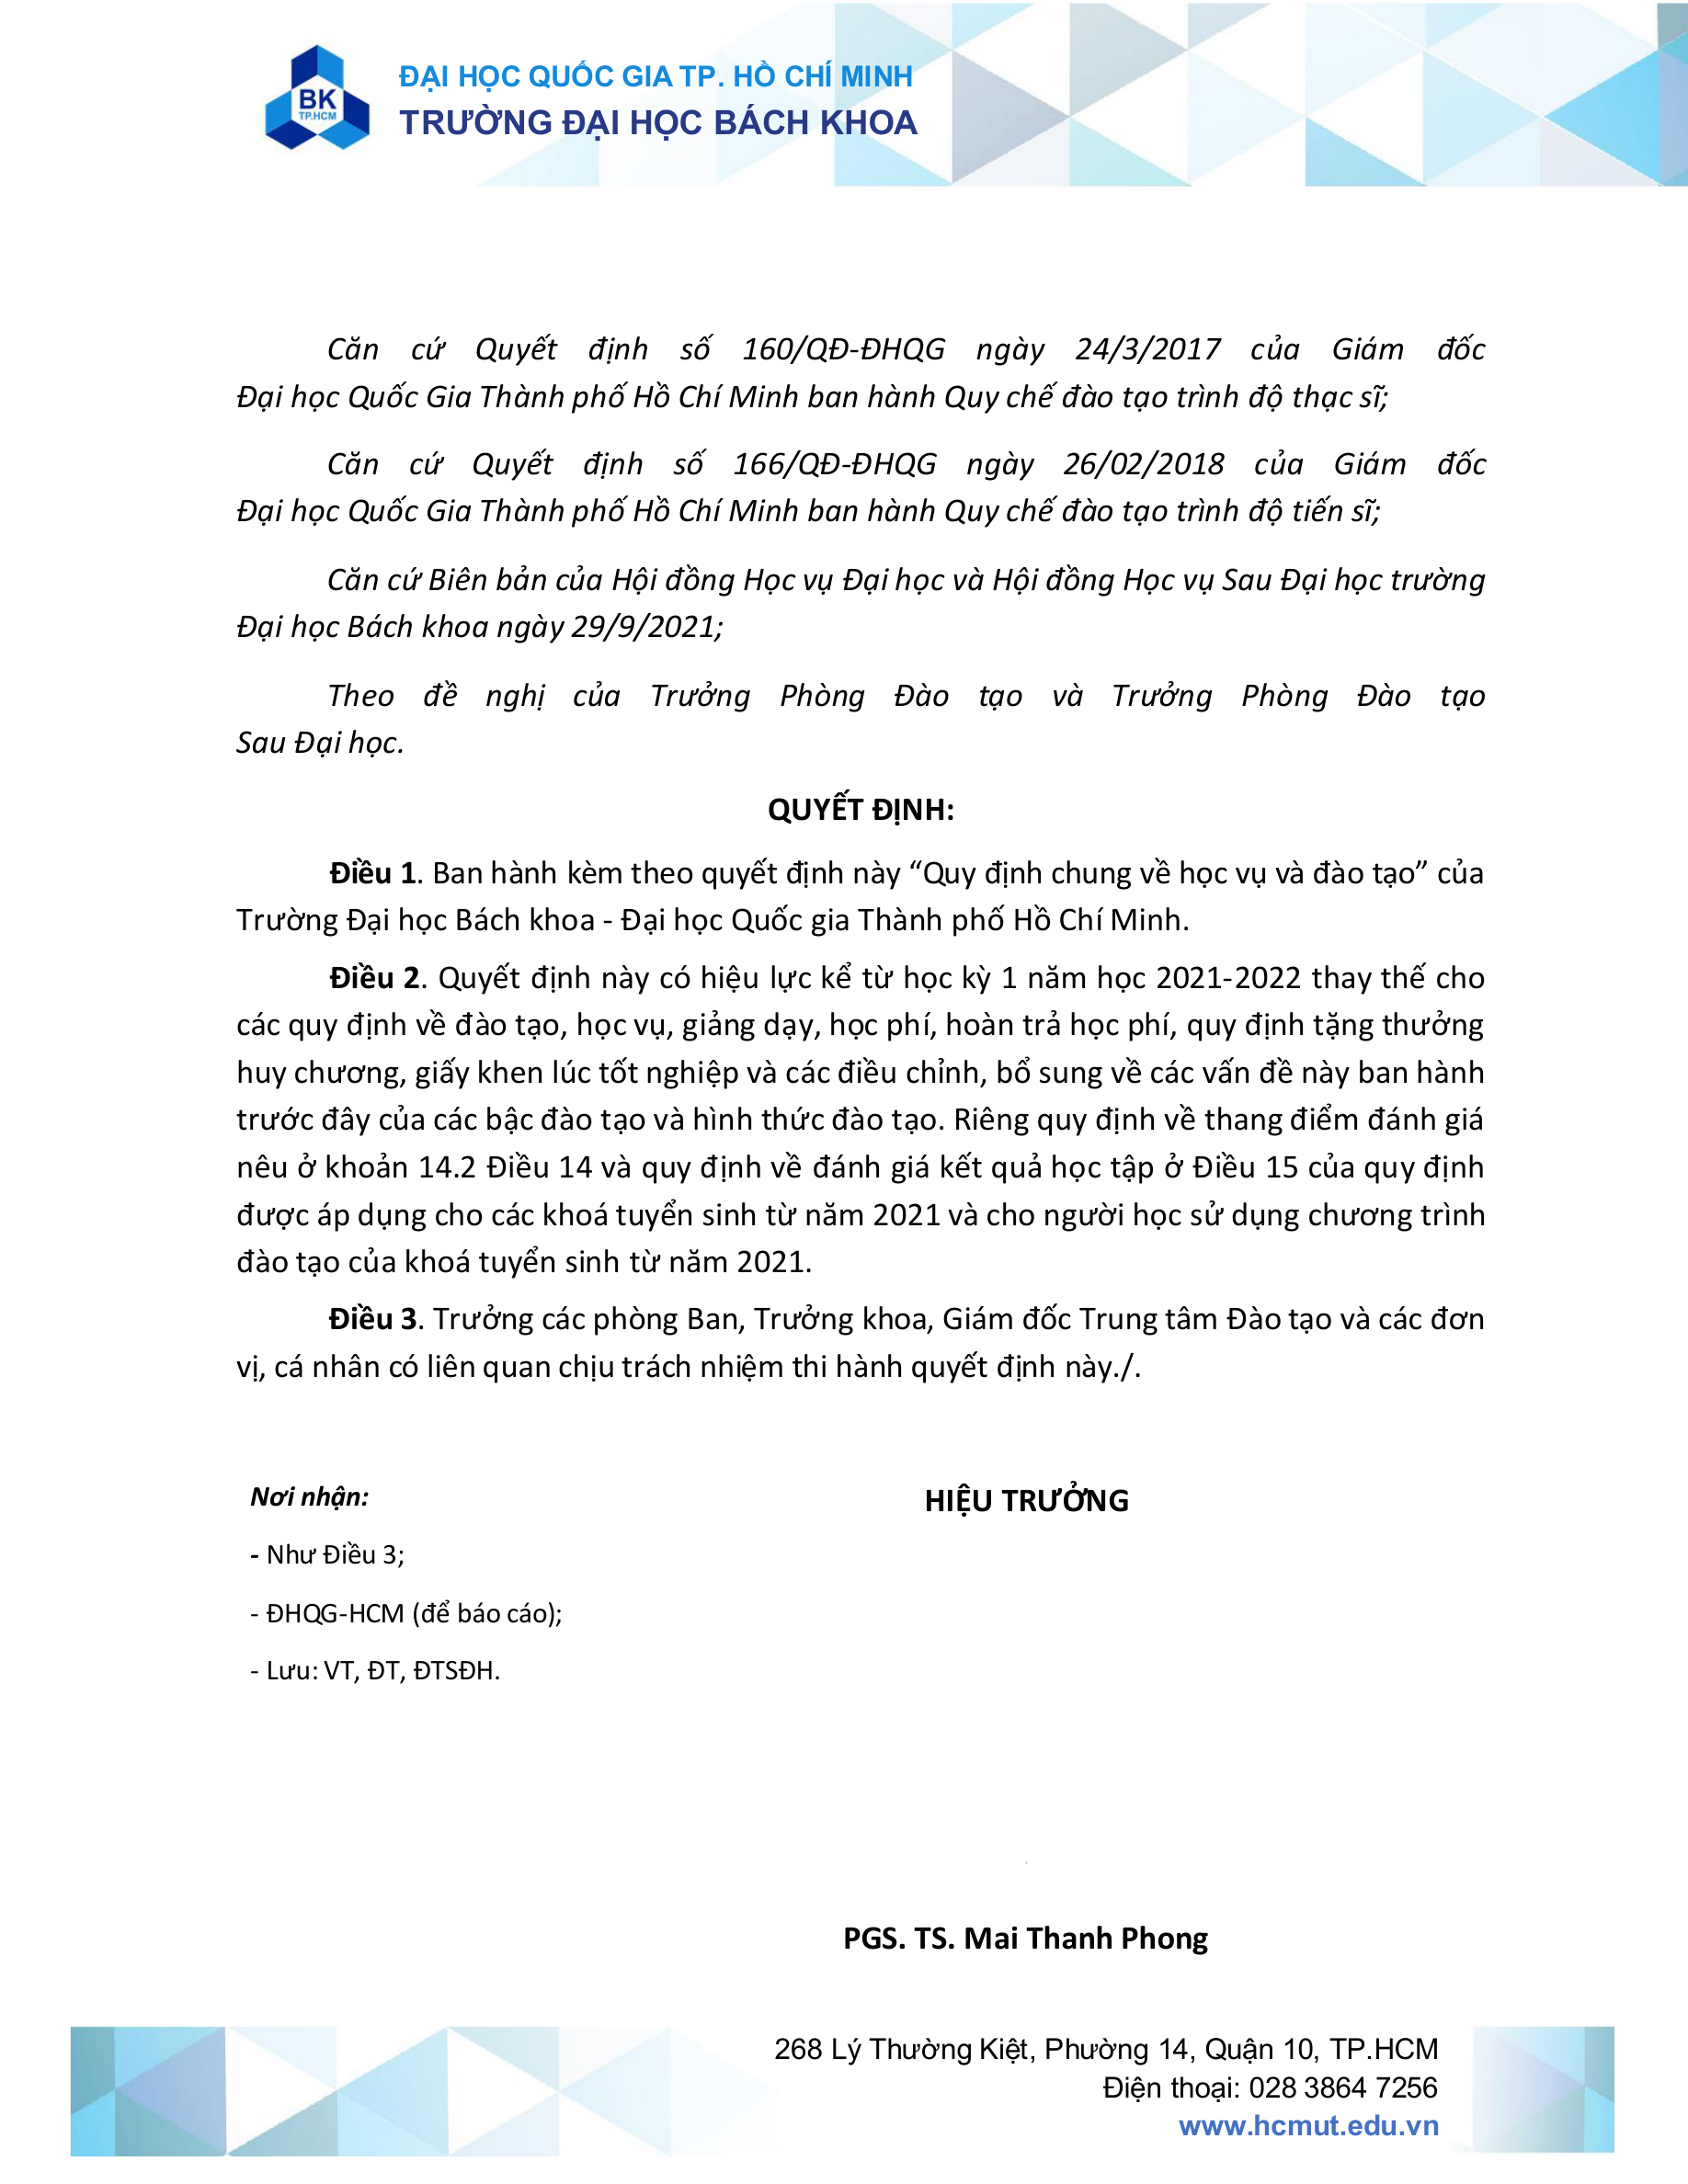 BK
TP.HCM
ĐẠI HỌC QUỐC GIA TP. HỒ CHÍ MINH
TRƯỜNG ĐẠI HỌC BÁCH KHOA
Căn cứ Quyết định số 160/QĐ-ĐHQG ngày 24/3/2017 của Giám đốc
Đại học Quốc Gia Thành phố Hồ Chí Minh ban hành Quy chế đào tạo trình độ thạc sĩ;
Căn cứ Quyết định số 166/QĐ-ĐHQG ngày 26/02/2018 của Giám đốc
Đại học Quốc Gia Thành phố Hồ Chí Minh ban hành Quy chế đào tạo trình độ tiến sĩ;
Căn cứ Biên bản của Hội đồng Học vụ Đại học và Hội đồng Học vụ Sau Đại học trường
Đại học Bách khoa ngày 29/9/2021;
Theo đề nghị của Trưởng Phòng Đào tạo và Trưởng Phòng Đào tạo
Sau Đại học.
QUYẾT ĐỊNH:
Điều 1. Ban hành kèm theo quyết định này “Quy định chung về học vụ và đào tạo” của
Trường Đại học Bách khoa - Đại học Quốc gia Thành phố Hồ Chí Minh.
Điều 2. Quyết định này có hiệu lực kể từ học kỳ 1 năm học 2021-2022 thay thế cho
các quy định về đào tạo, học vụ, giảng dạy, học phí, hoàn trả học phí, quy định tặng thưởng
huy chương, giấy khen lúc tốt nghiệp và các điều chỉnh, bổ sung về các vấn đề này ban hành
trước đây của các bậc đào tạo và hình thức đào tạo. Riêng quy định về thang điểm đánh giá
nêu ở khoản 14.2 Điều 14 và quy định về đánh giá kết quả học tập ở Điều 15 của quy định
được áp dụng cho các khoá tuyển sinh từ năm 2021 và cho người học sử dụng chương trình
đào tạo của khoá tuyển sinh từ năm 2021.
Điều 3. Trưởng các phòng Ban, Trưởng khoa, Giám đốc Trung tâm Đào tạo và các đơn
vị, cá nhân có liên quan chịu trách nhiệm thi hành quyết định này./.
Nơi nhận:
HIỆU TRƯỞNG
- Như Điều 3;
- ĐHQG-HCM (để báo cáo);
- Lưu: VT, ĐT, ĐTSĐH.
PGS. TS. Mai Thanh Phong
268 Lý Thường Kiệt, Phường 14, Quận 10, TP.HCM
Điện thoại: 028 3864 7256
www.hcmut.edu.vn